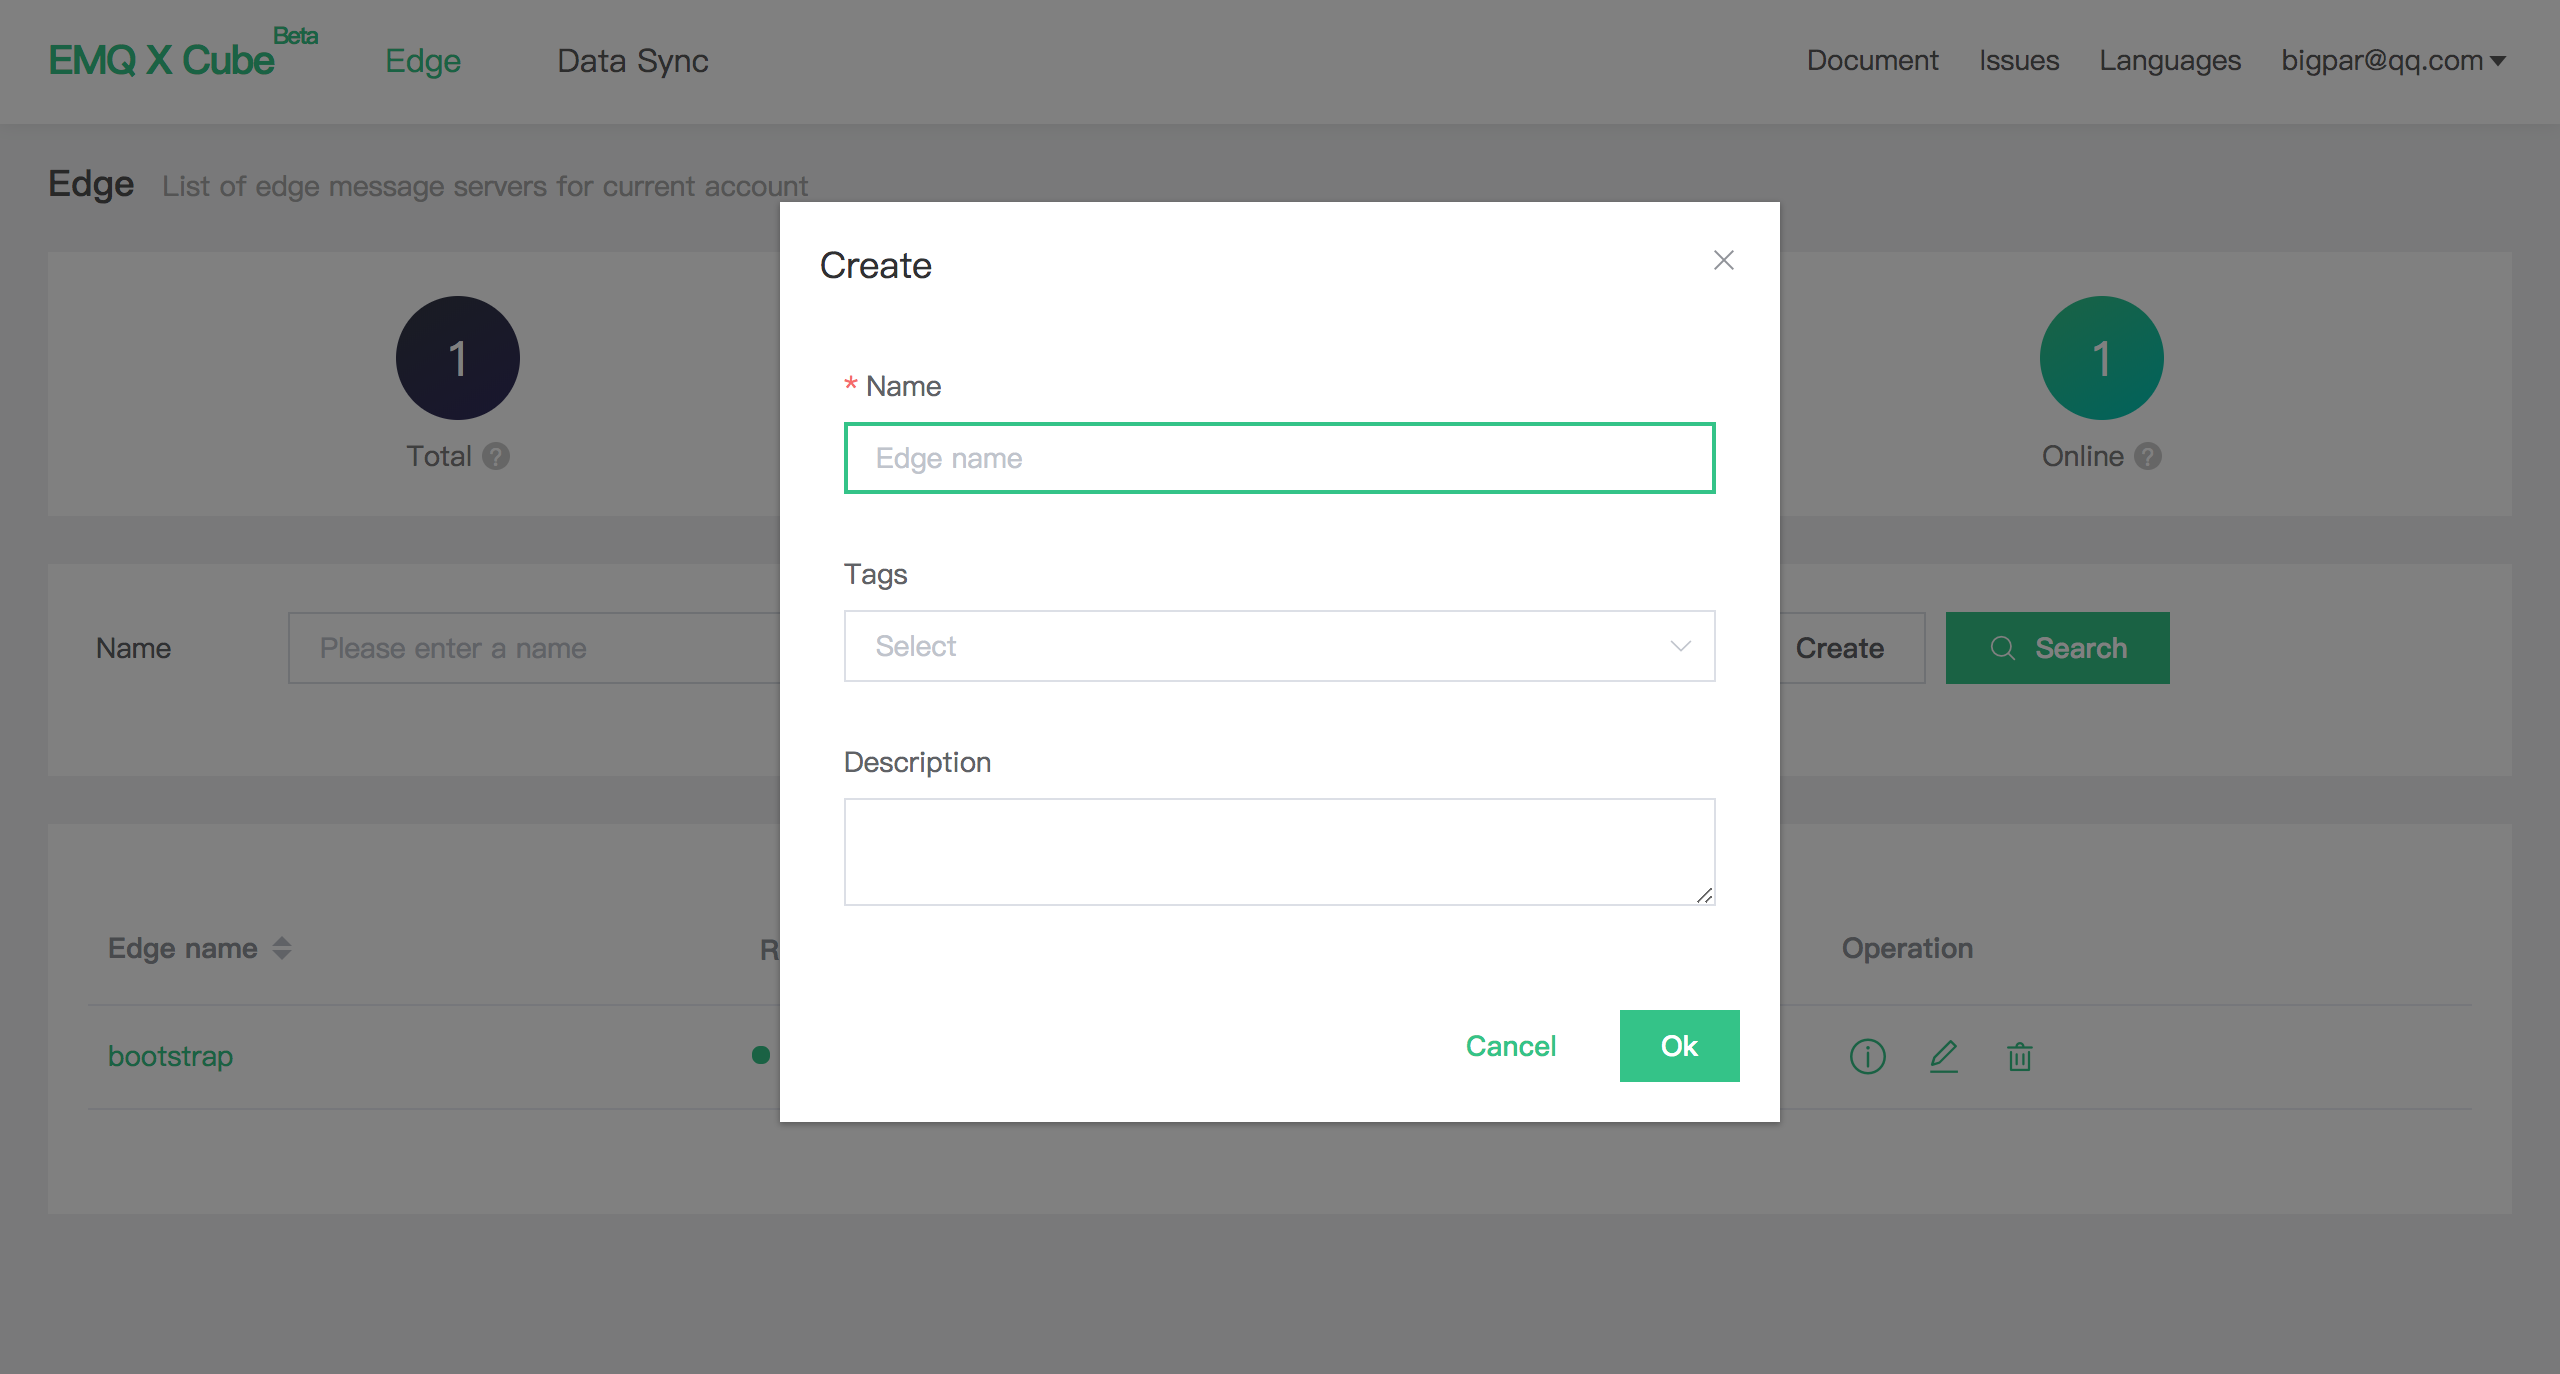 EMQ X Cube Beta Edge Data Sync Document Issues Languages bigpar@qq.com
Edge List of edge message servers for current account
1
Total ?
1
Online ?
Name Please enter a name Create Search
Edge name R Operation
bootstrap
Create
* Name
Edge name
Tags
Select
Description
Cancel Ok